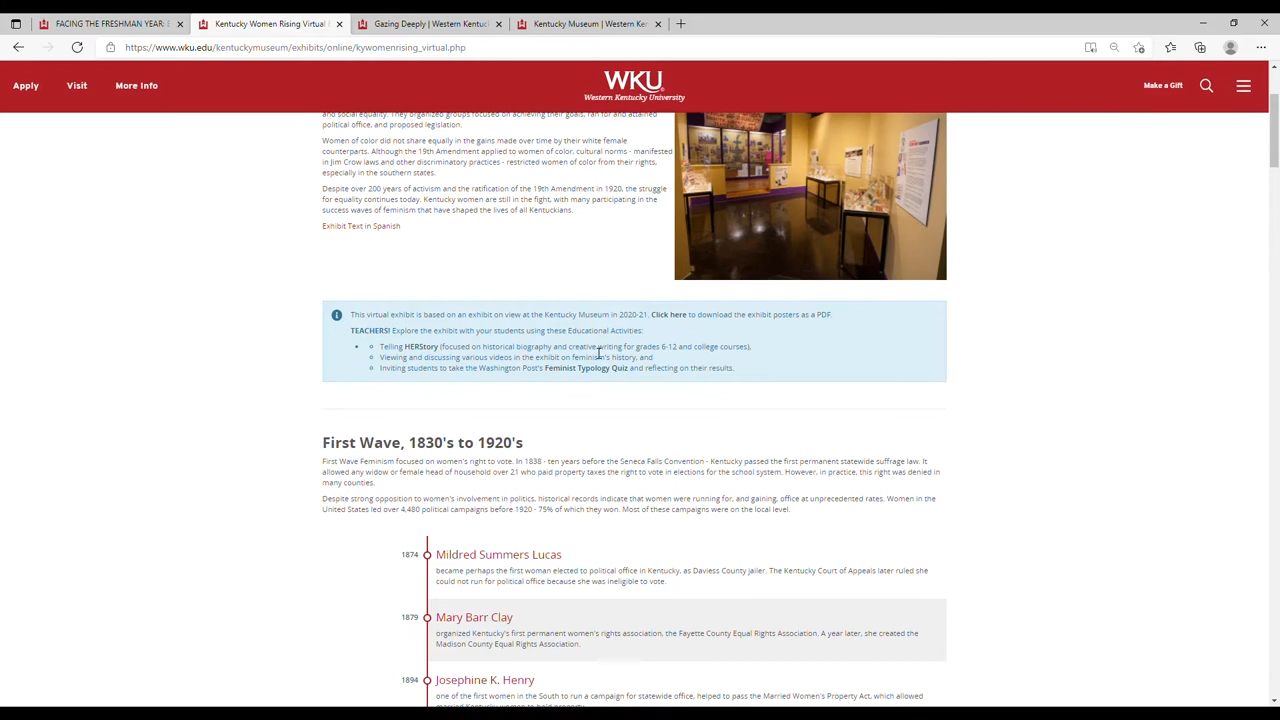 FACING THE FRESHMAN YEAR:
Kentucky Women Rising Virtual
Gazing Deeply | Western Kentuc
Kentucky Museum | Western Ke
https://www.wku.edu/kentuckymuseum/exhibits/online/kywomenrising_virtual.php
Apply
Visit
More Info
WKU
Western Kentucky University
Make a Gift
and social equality. They organized groups focused on achieving their goals, ran for and attained
political office, and proposed legislation.
Women of color did not share equally in the gains made over time by their white female
counterparts. Although the 19th Amendment applied to women of color, cultural norms - manifested
in Jim Crow laws and other discriminatory practices - restricted women of color from their rights,
especially in the southern states.
Despite over 200 years of activism and the ratification of the 19th Amendment in 1920, the struggle
for equality continues today. Kentucky women are still in the fight, with many participating in the
success waves of feminism that have shaped the lives of all Kentuckians.
Exhibit Text in Spanish
This virtual exhibit is based on an exhibit on view at the Kentucky Museum in 2020-21. Click here to download the exhibit posters as a PDF.
TEACHERS! Explore the exhibit with your students using these Educational Activities:
Telling HERStory (focused on historical biography and creative writing for grades 6-12 and college courses).
Viewing and discussing various videos in the exhibit on feminism's history, and
Inviting students to take the Washington Post's Feminist Typology Quiz and reflecting on their results.
First Wave, 1830's to 1920's
First Wave Feminism focused on women's right to vote. In 1838 - ten years before the Seneca Falls Convention - Kentucky passed the first permanent statewide suffrage law. It
allowed any widow or female head of household over 21 who paid property taxes the right to vote in elections for the school system. However, in practice, this right was denied in
many counties.
Despite strong opposition to women's involvement in politics, historical records indicate that women were running for, and gaining, office at unprecedented rates. Women in the
United States led over 4,480 political campaigns before 1920 - 75% of which they won. Most of these campaigns were on the local level.
1874
Mildred Summers Lucas
became perhaps the first woman elected to political office in Kentucky, as Daviess County jailer. The Kentucky Court of Appeals later ruled she
could not run for political office because she was ineligible to vote.
1879
Mary Barr Clay
organized Kentucky's first permanent women's rights association, the Fayette County Equal Rights Association. A year later, she created the
Madison County Equal Rights Association.
1894
Josephine K. Henry
one of the first women in the South to run a campaign for statewide office, helped to pass the Married Women's Property Act, which allowed
married Kentucky women to hold property.